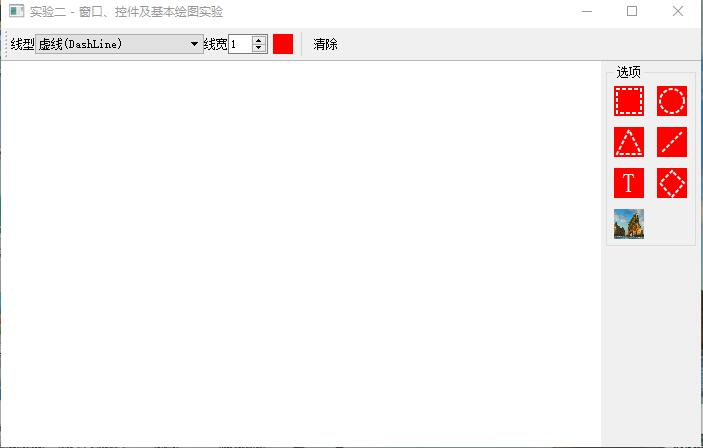 实验二 - 窗口、控件及基本绘图实验
线型 虚线(DashLine) 线宽 1 清除
选项
T